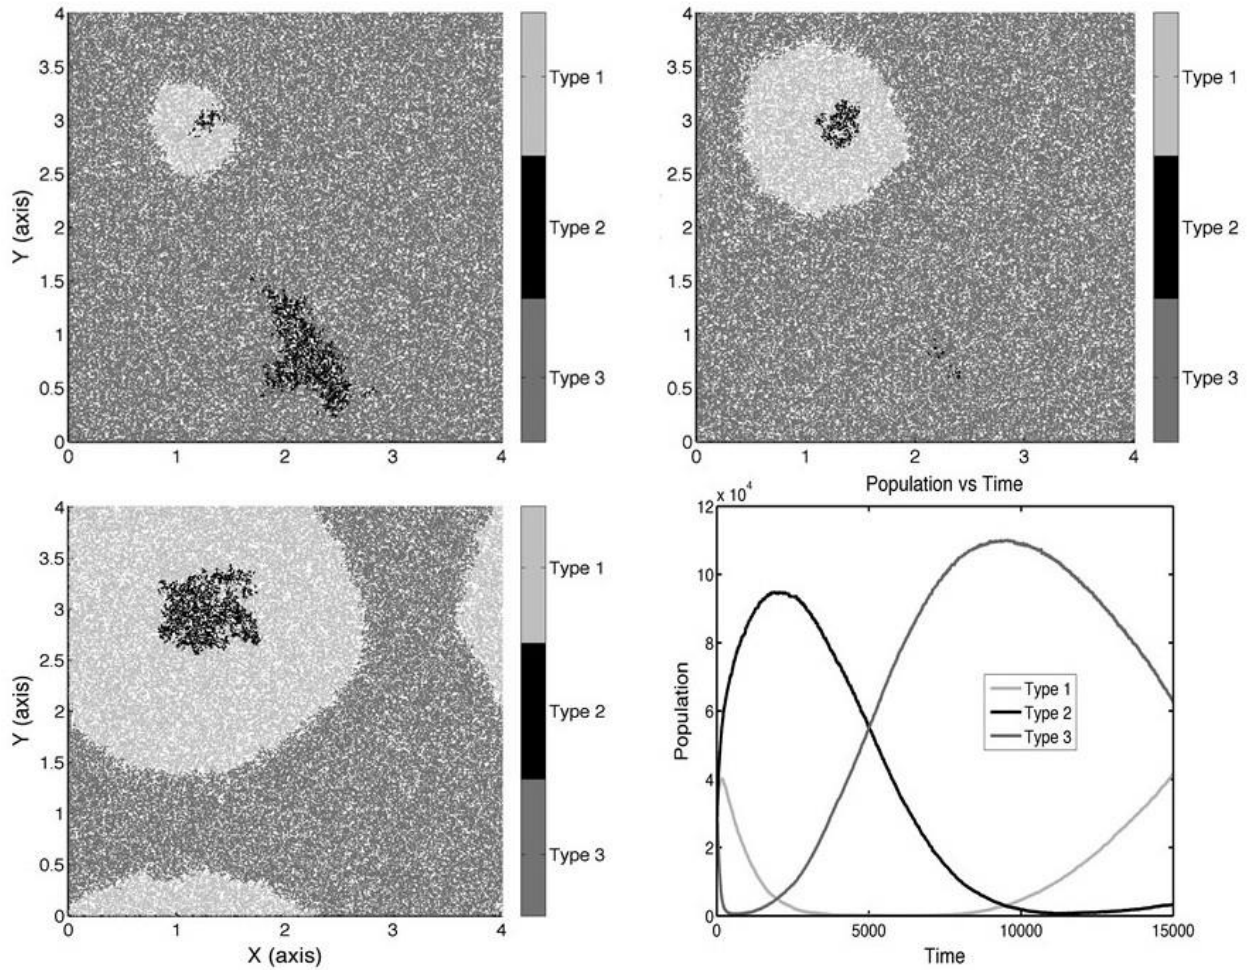 4
3.5
3
2.5
2
1.5
1
0.5
0
Y (axis)
0 1 2 3 4
Type 1
Type 2
Type 3
4
3.5
3
2.5
2
1.5
1
0.5
0
0 1 2 3 4
Type 1
Type 2
Type 3
4
3.5
3
2.5
2
1.5
1
0.5
0
Y (axis)
0 1 2 3 4
X (axis)
Type 1
Type 2
Type 3
Population vs Time
x 10^4
12
10
8
6
4
2
0
Population
Type 1
Type 2
Type 3
0 5000 10000 15000
Time